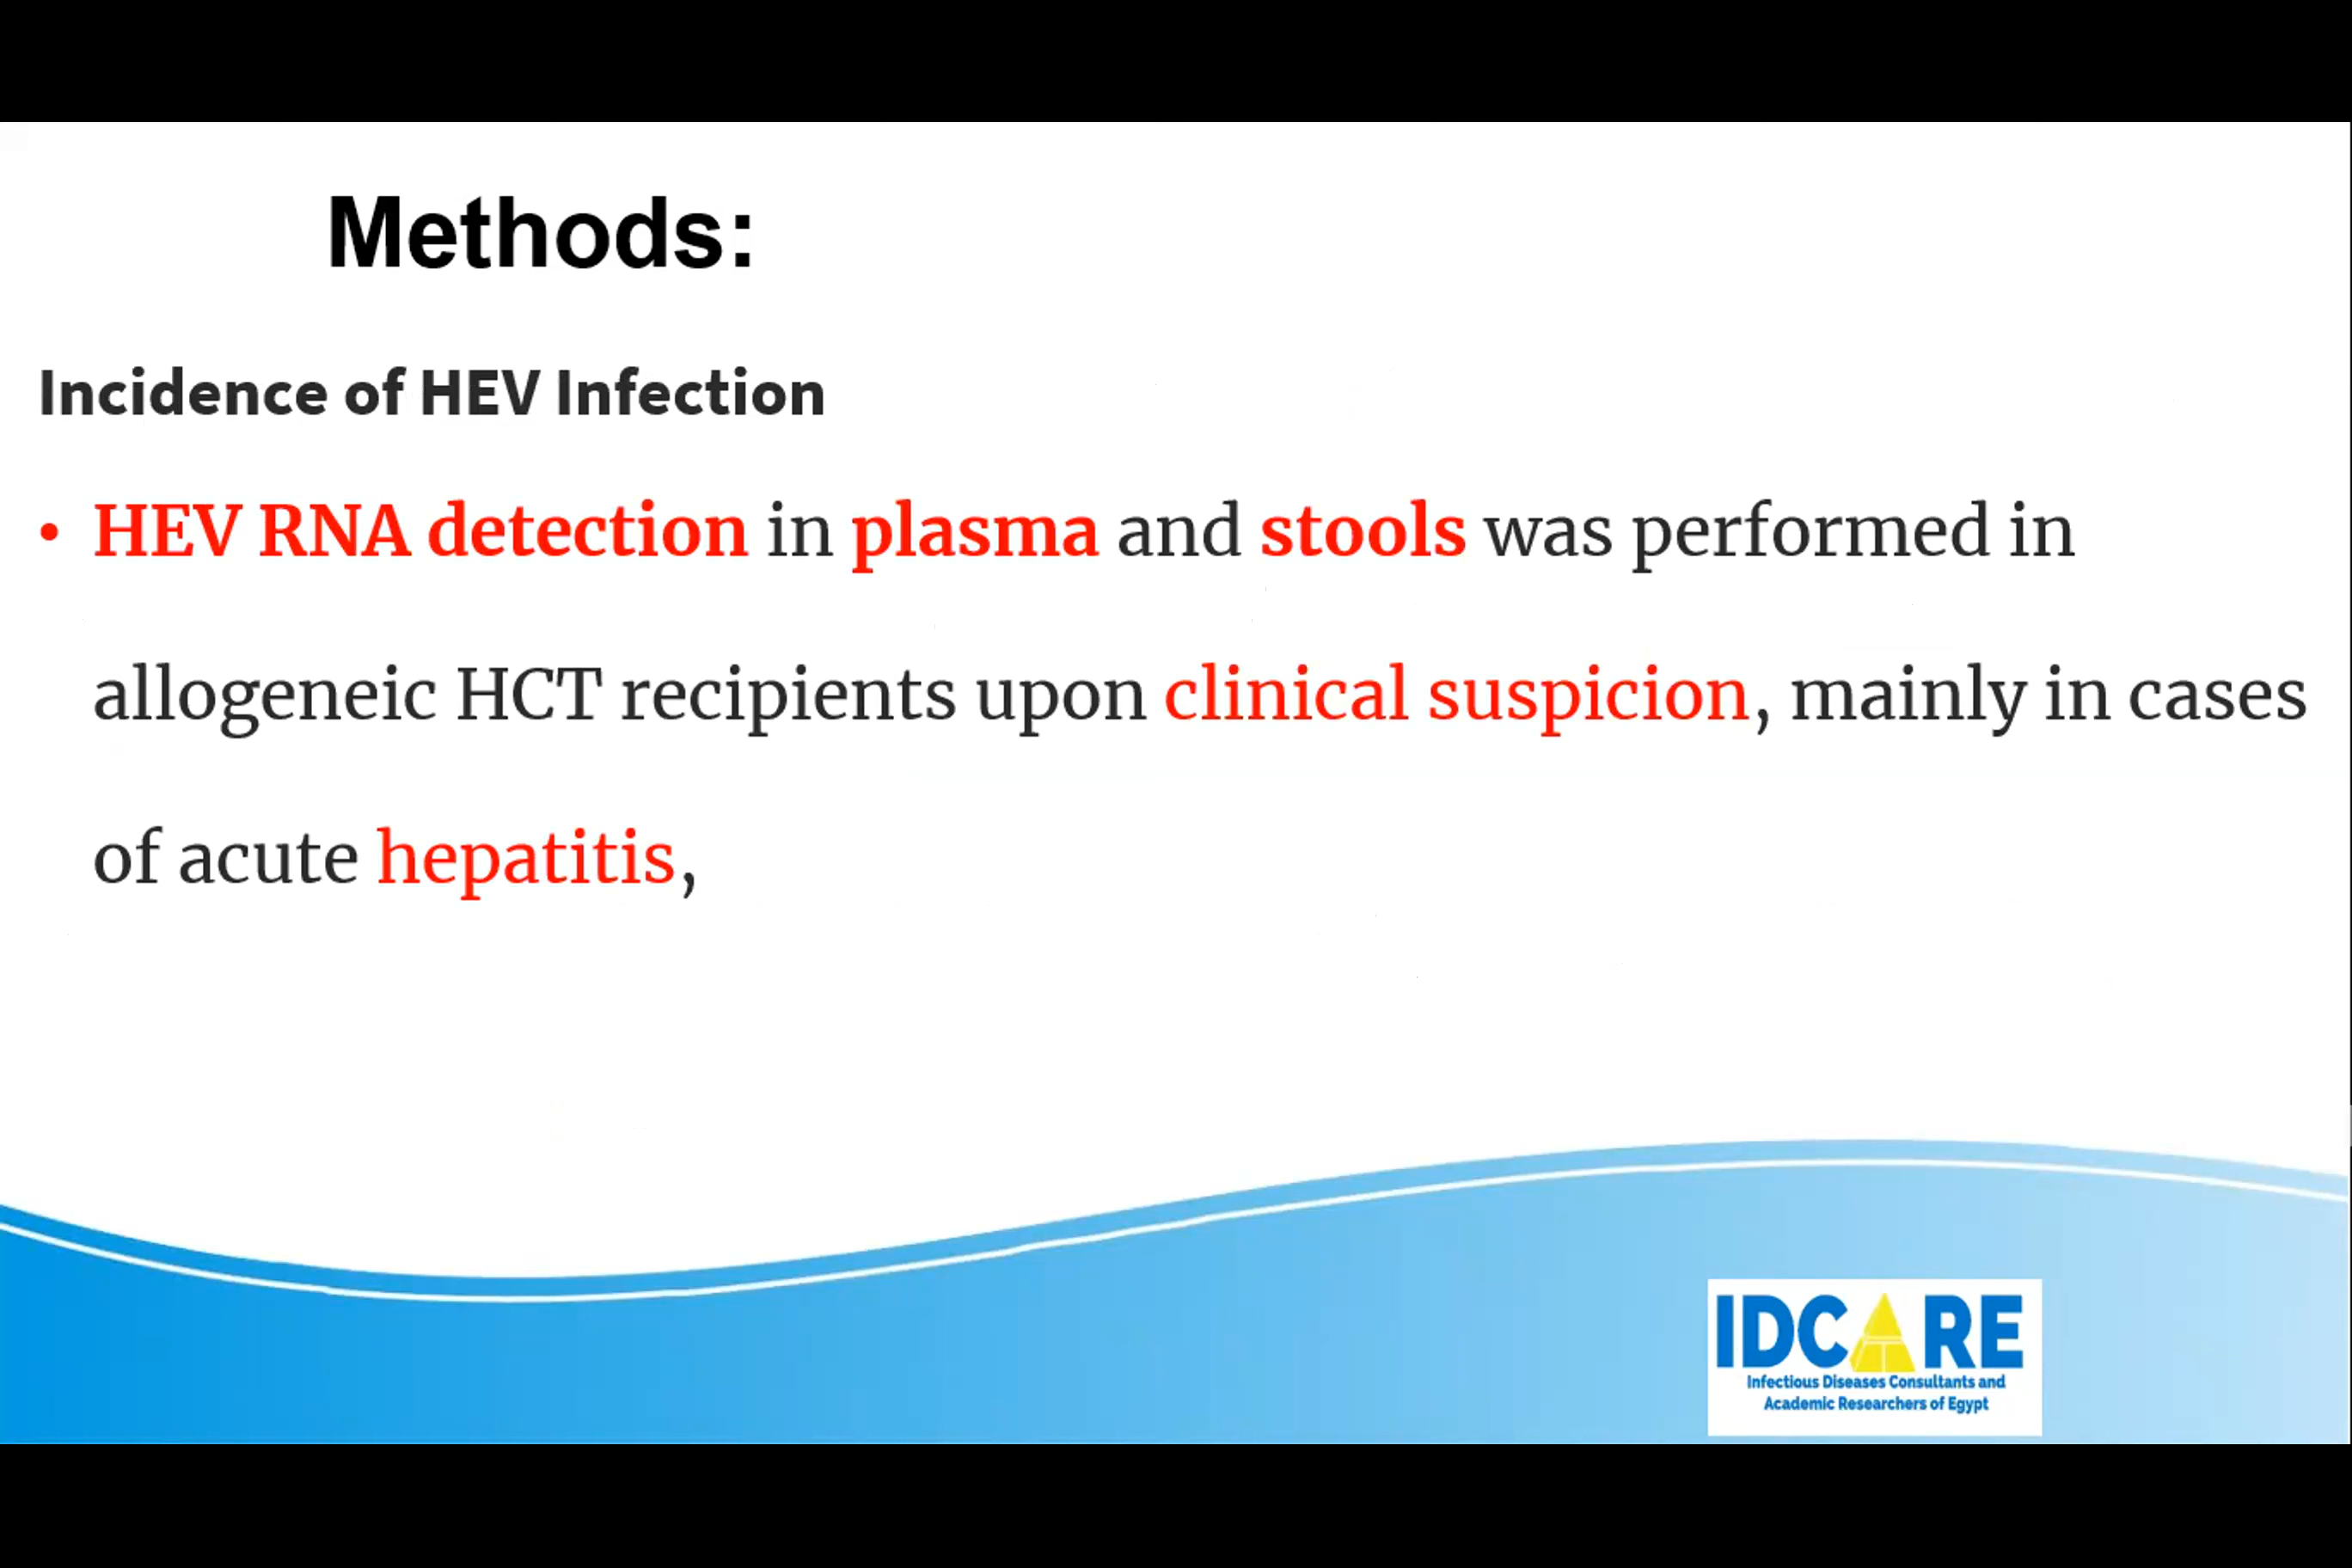 Methods:
Incidence of HEV Infection
• HEV RNA detection in plasma and stools was performed in
allogeneic HCT recipients upon clinical suspicion, mainly in cases
of acute hepatitis,
IDCARE
Infectious Diseases Consultants and
Academic Researchers of Egypt